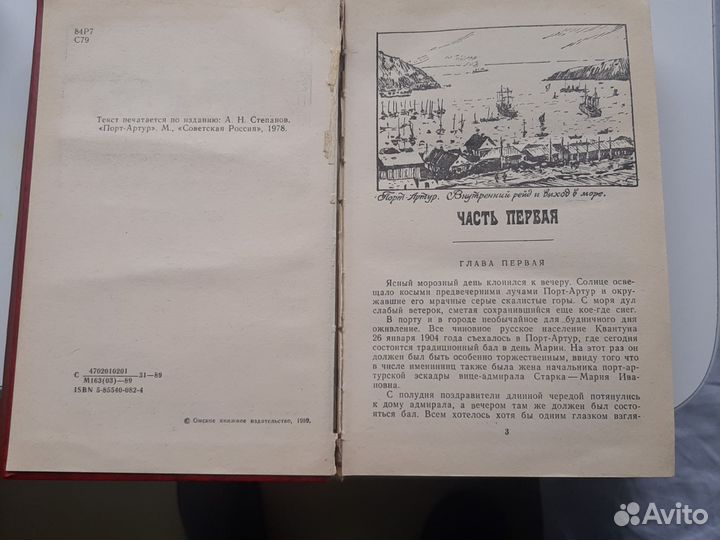 84Р7
С79
Текст печатается по изданию: А. Н. Степанов.
«Порт-Артур». М., «Советская Россия», 1978.
С 4702010201 31—89
М163(03)—89
ISBN 5-85540-082-4
© Омское книжное издательство, 1989.
Порт-Артур. Внутренний рейд и выход в море.
ЧАСТЬ ПЕРВАЯ
ГЛАВА ПЕРВАЯ
Ясный морозный день клонился к вечеру. Солнце осве-
щало косыми предвечерними лучами Порт-Артур и окру-
жавшие его мрачные серые скалистые горы. С моря дул
слабый ветерок, сметая сохранившийся еще кое-где снег.
В порту и в городе необычайное для будничного дня
оживление. Все чиновное русское население Квантуна
26 января 1904 года съехалось в Порт-Артур, где сегодня
состоится традиционный бал в день Марии. На этот раз он
должен был быть особенно торжественным, ввиду того что
в числе именинниц также была жена начальника порт-ар-
турской эскадры вице-адмирала Старка — Мария Ива-
новна.
С полудня поздравители длинной чередой потянулись
к дому адмирала, а вечером там же должен был состо-
яться бал. Всем хотелось хотя бы одним глазком взгля-
3
Avito